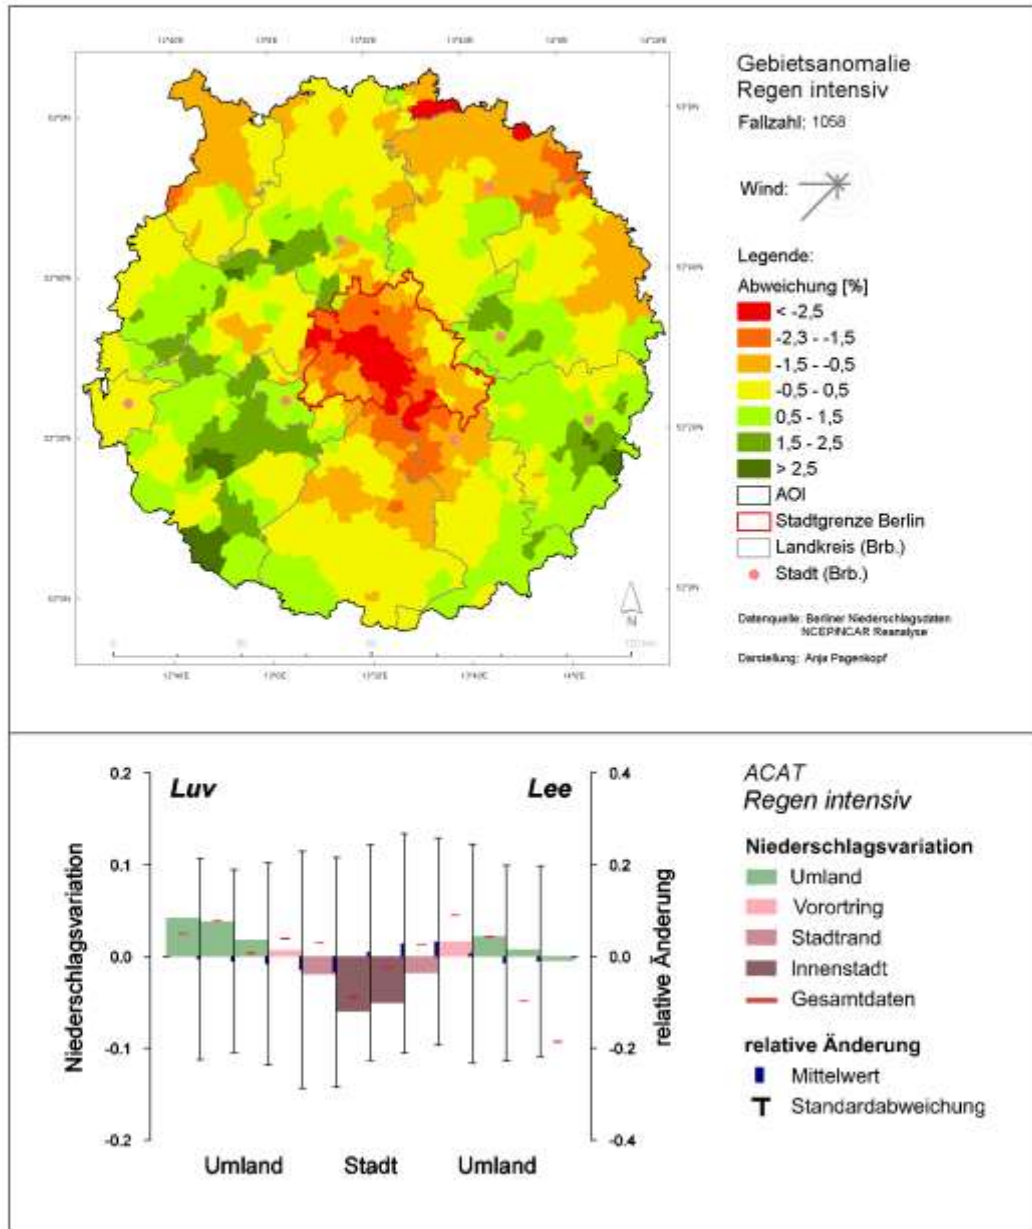 Gebietsanomalie
Regen intensiv
Fallzahl: 1058
Wind:
Legende:
Abweichung [%]
< -2,5
-2,3 - -1,5
-1,5 - -0,5
-0,5 - 0,5
0,5 - 1,5
1,5 - 2,5
> 2,5
AOI
Stadtgrenze Berlin
Landkreis (Brb.)
Stadt (Brb.)
N
Datenquelle: Berliner Niederschlagsdaten
NCEP/NCAR Reanalyse
Darstellung: Anja Pagenkopf
0.2
0.1
0.0
-0.1
-0.2
Niederschlagsvariation
Luv
Lee
0.4
0.2
0.0
-0.2
-0.4
relative Änderung
Umland
Stadt
Umland
ACAT
Regen intensiv
Niederschlagsvariation
Umland
Vorortring
Stadtrand
Innenstadt
Gesamtdaten
relative Änderung
Mittelwert
Standardabweichung